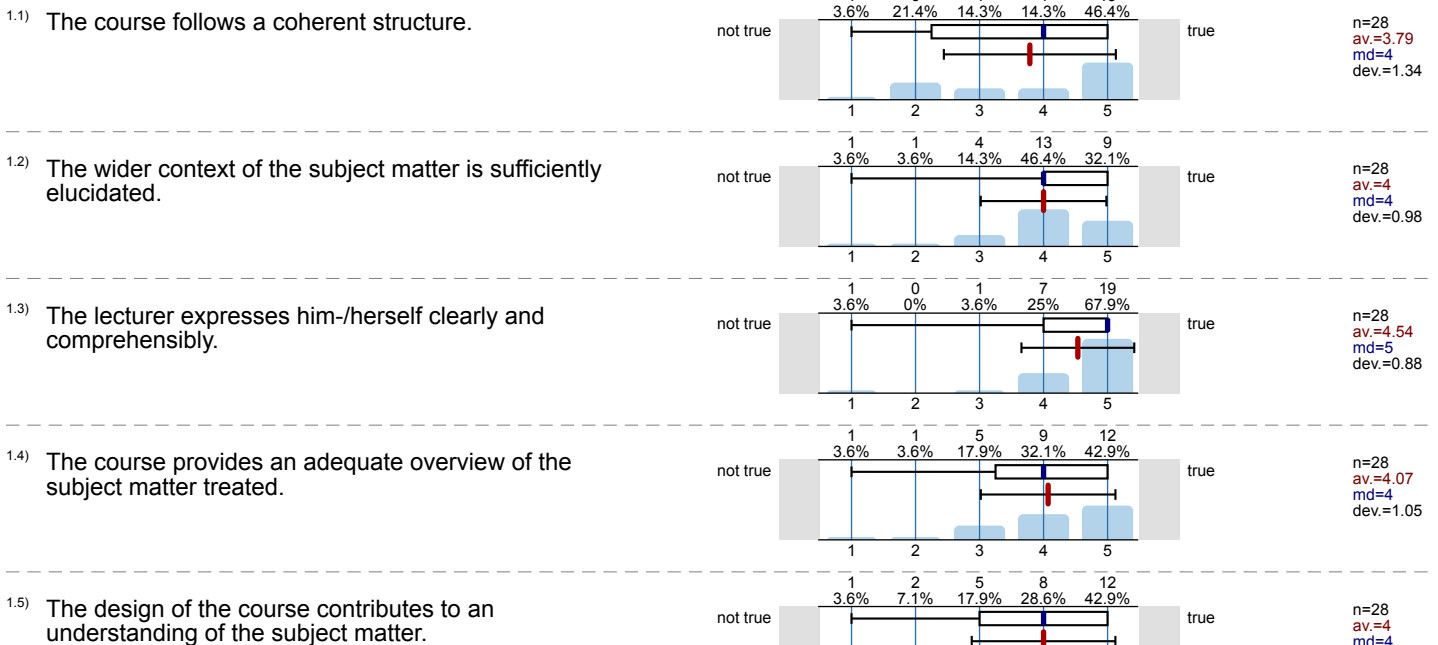 3.6% 21.4% 14.3% 14.3% 46.4%
1.1) The course follows a coherent structure. not true true n=28
av.=3.79
md=4
dev.=1.34
1 2 3 4 5
1 1 4 13 9
3.6% 3.6% 14.3% 46.4% 32.1%
1.2) The wider context of the subject matter is sufficiently not true true n=28
elucidated. av.=4
md=4
dev.=0.98
1 2 3 4 5
1 0 1 7 19
3.6% 0% 3.6% 25% 67.9%
1.3) The lecturer expresses him-/herself clearly and not true true n=28
comprehensibly. av.=4.54
md=5
dev.=0.88
1 2 3 4 5
1 1 5 9 12
3.6% 3.6% 17.9% 32.1% 42.9%
1.4) The course provides an adequate overview of the not true true n=28
subject matter treated. av.=4.07
md=4
dev.=1.05
1 2 3 4 5
1 2 5 8 12
3.6% 7.1% 17.9% 28.6% 42.9%
1.5) The design of the course contributes to an not true true n=28
understanding of the subject matter. av.=4
md=4